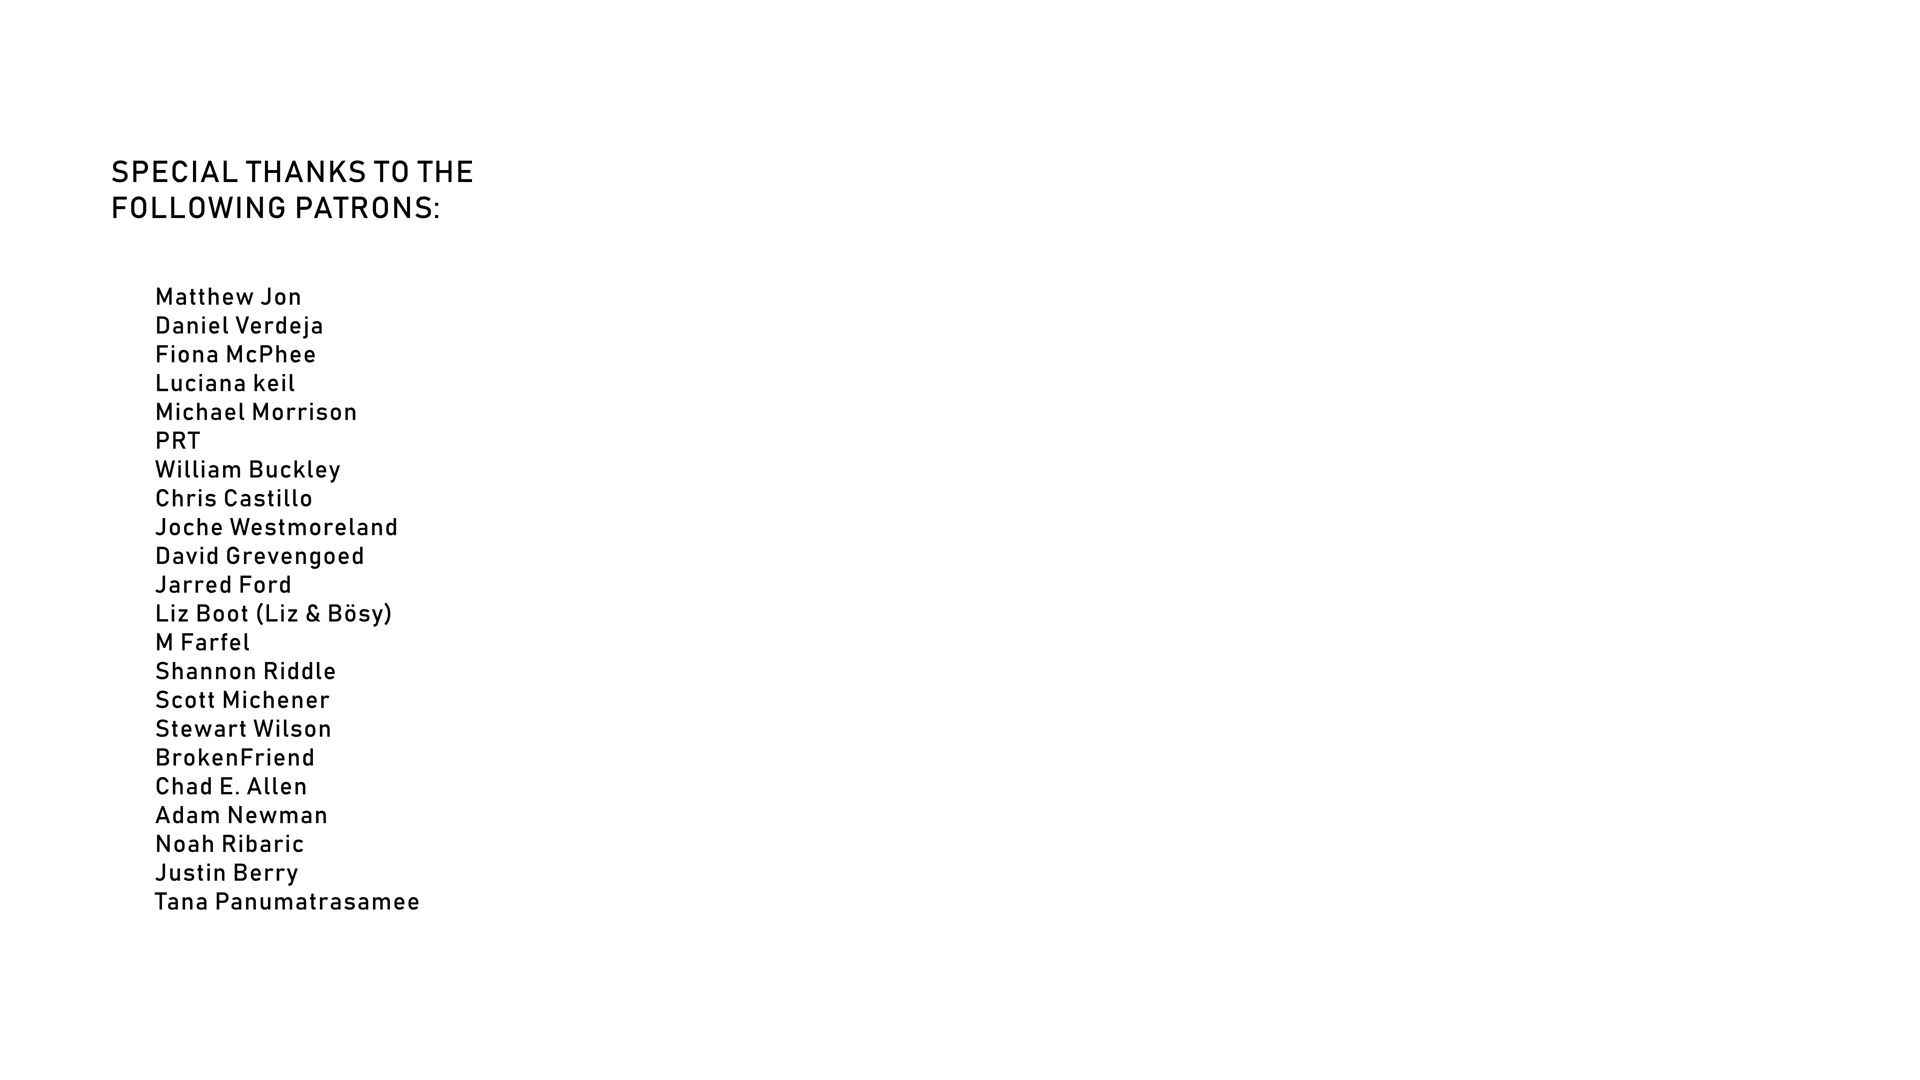 SPECIAL THANKS TO THE
FOLLOWING PATRONS:
Matthew Jon
Daniel Verdeja
Fiona McPhee
Luciana keil
Michael Morrison
PRT
William Buckley
Chris Castillo
Joche Westmoreland
David Grevengoed
Jarred Ford
Liz Boot (Liz & Bösy)
M Farfel
Shannon Riddle
Scott Michener
Stewart Wilson
BrokenFriend
Chad E. Allen
Adam Newman
Noah Ribaric
Justin Berry
Tana Panumatrasamee